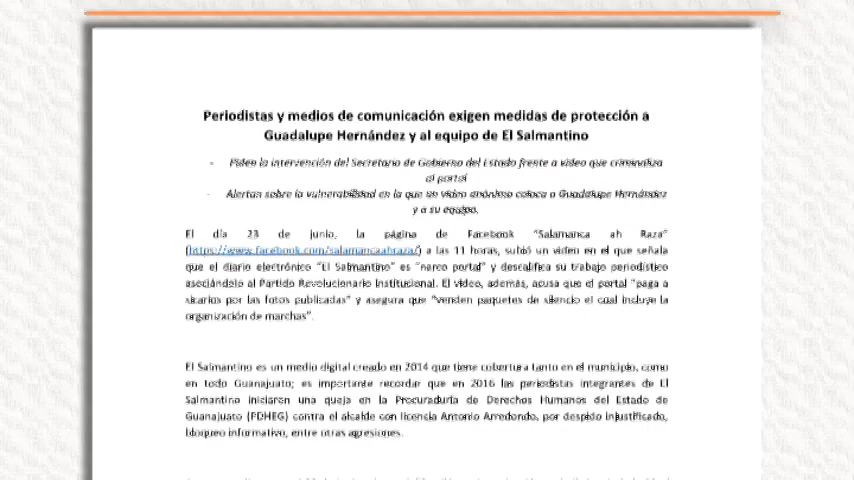 Periodistas y medios de comunicación exigen medidas de protección a
Guadalupe Hernández y al equipo de El Salmantino
- Piden la intervención del Secretario de Gobierno del Estado frente a video que criminaliza
al portal
- Alertan sobre la vulnerabilidad en la que un video anónimo coloca a Guadalupe Hernández
y a su equipo.
El día 23 de junio, la página de Facebook "Salamanca ah Raza"
(https://www.facebook.com/salamancaahraza/) a las 11 horas, subió un video en el que señala
que el diario electrónico "El Salmantino" es "narco portal" y descalifica su trabajo periodístico
asociándolo al Partido Revolucionario Institucional. El video, además, acusa que el portal "paga a
sicarios por las fotos publicadas" y asegura que "venden paquetes de silencio el cual incluye la
organización de marchas".
El Salmantino es un medio digital creado en 2014 que tiene cobertura tanto en el municipio, como
en todo Guanajuato; es importante recordar que en 2016 las periodistas integrantes de El
Salmantino iniciaron una queja en la Procuraduría de Derechos Humanos del Estado de
Guanajuato (PDHEG) contra el alcalde con licencia Antonio Arredondo, por despido injustificado,
bloqueo informativo, entre otras agresiones.